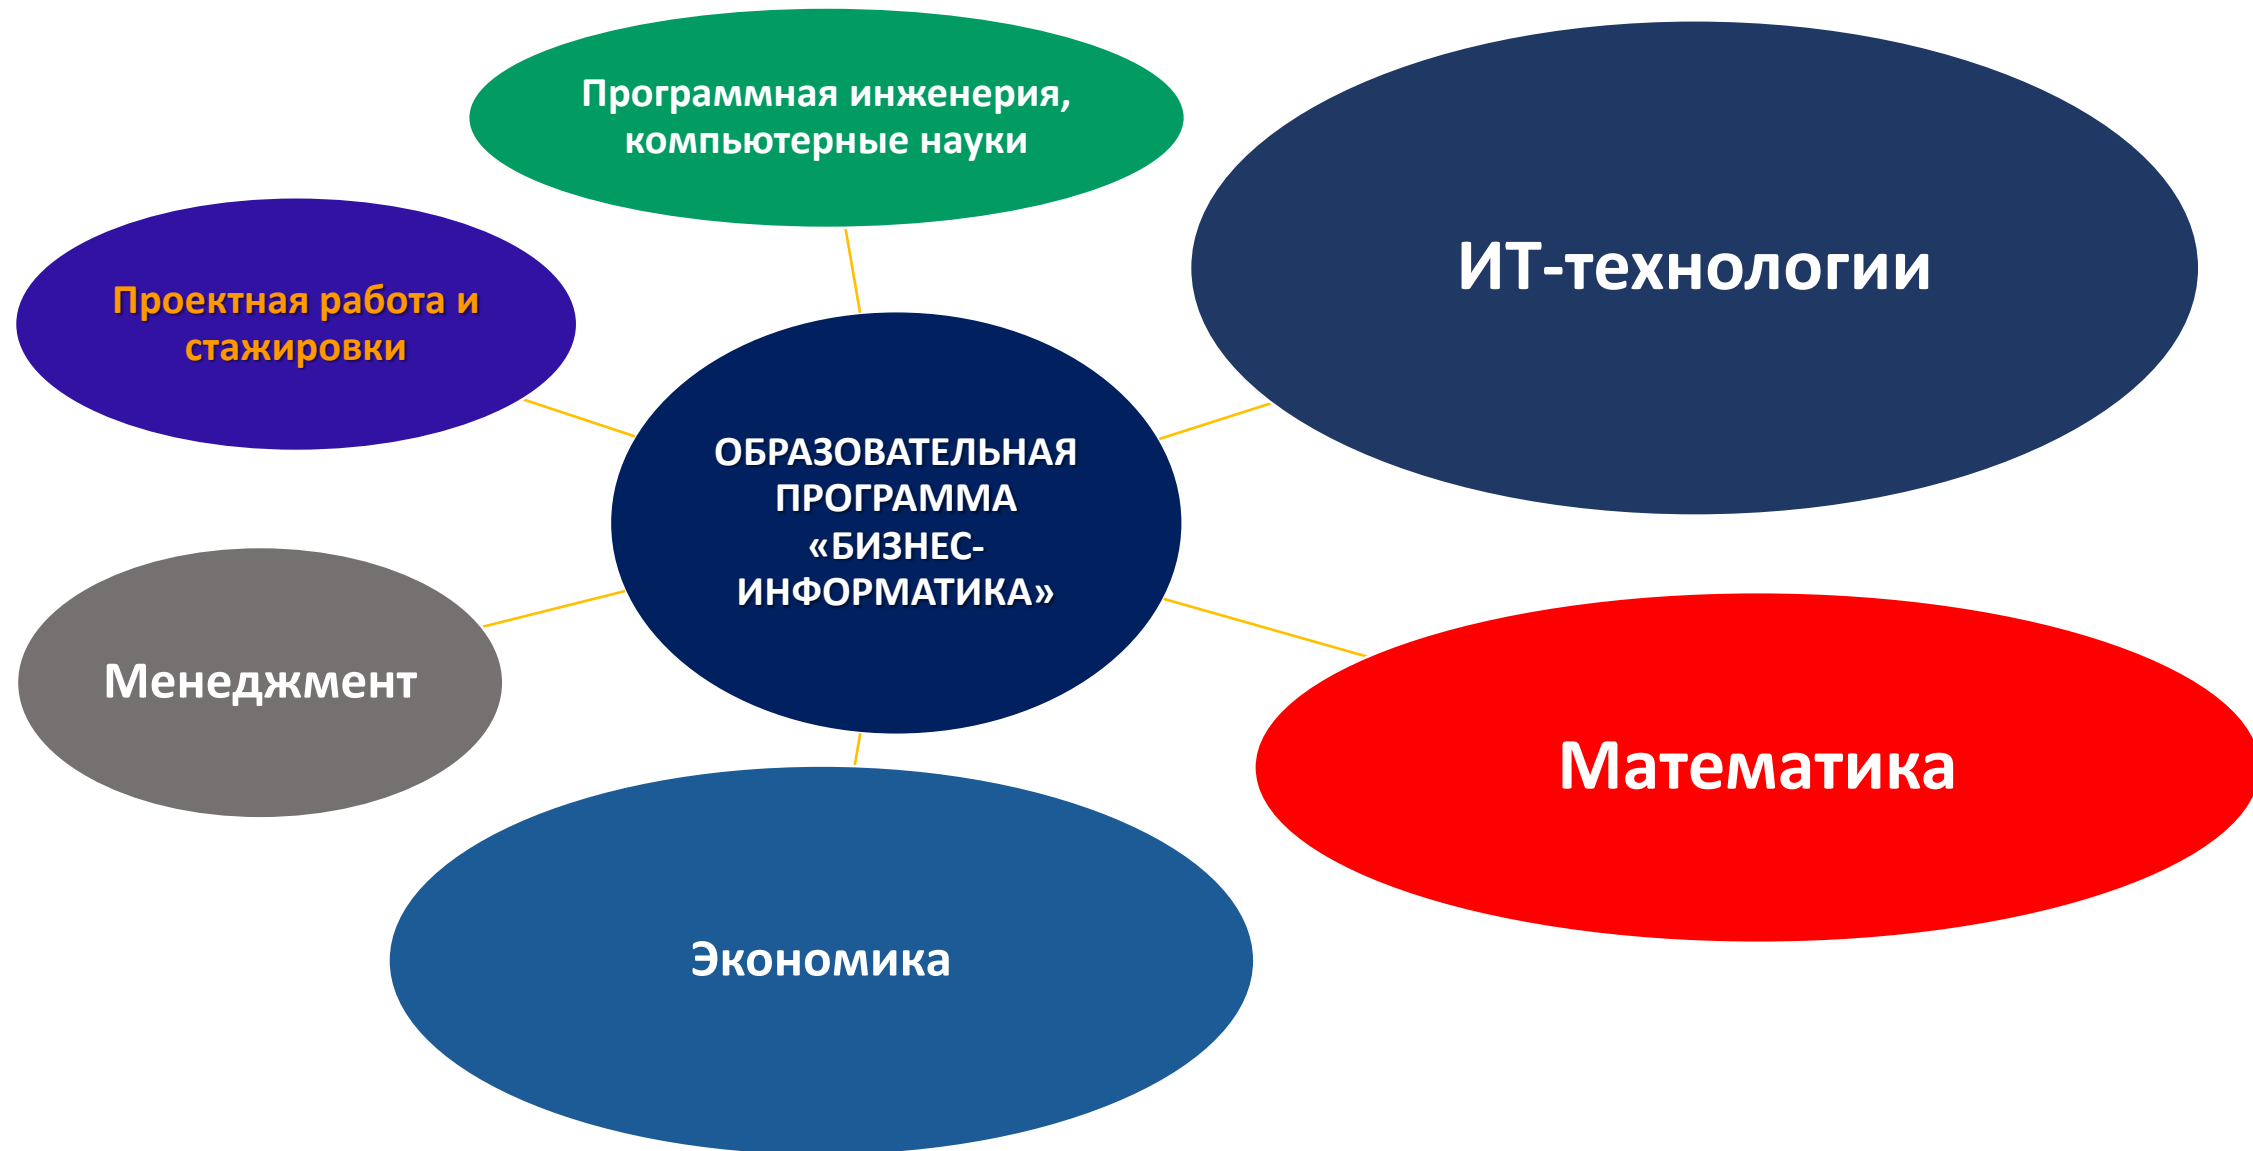 Программная инженерия,
компьютерные науки
ИТ-технологии
Проектная работа и
стажировки
ОБРАЗОВАТЕЛЬНАЯ
ПРОГРАММА
«БИЗНЕС-
ИНФОРМАТИКА»
Менеджмент
Математика
Экономика